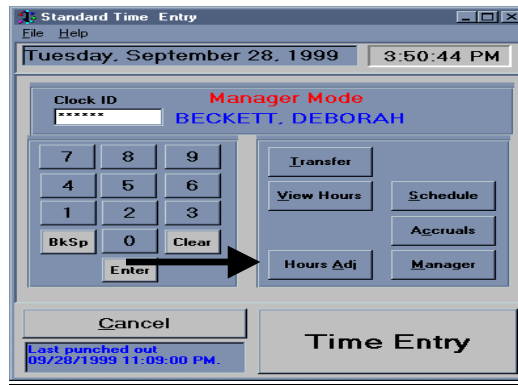 Standard Time Entry
File Help
Tuesday, September 28, 1999 3:50:44 PM
Clock ID Manager Mode
****** BECKETT, DEBORAH
7 8 9 Transfer
4 5 6 View Hours Schedule
1 2 3 Accruals
BkSp 0 Clear Hours Adj Manager
Enter
Cancel Time Entry
Last punched out
09/28/1999 11:09:00 PM.